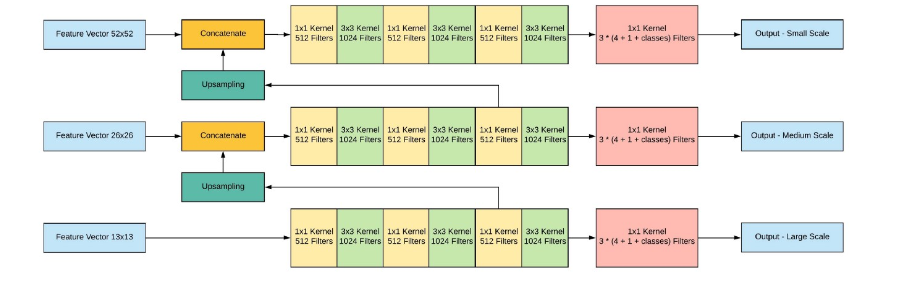 Feature Vector 52x52
Concatenate
1x1 Kernel
512 Filters
3x3 Kernel
1024 Filters
1x1 Kernel
512 Filters
3x3 Kernel
1024 Filters
1x1 Kernel
512 Filters
3x3 Kernel
1024 Filters
1x1 Kernel
3 * (4 + 1 + classes) Filters
Output - Small Scale
Upsampling
Feature Vector 26x26
Concatenate
1x1 Kernel
512 Filters
3x3 Kernel
1024 Filters
1x1 Kernel
512 Filters
3x3 Kernel
1024 Filters
1x1 Kernel
512 Filters
3x3 Kernel
1024 Filters
1x1 Kernel
3 * (4 + 1 + classes) Filters
Output - Medium Scale
Upsampling
Feature Vector 13x13
1x1 Kernel
512 Filters
3x3 Kernel
1024 Filters
1x1 Kernel
512 Filters
3x3 Kernel
1024 Filters
1x1 Kernel
512 Filters
3x3 Kernel
1024 Filters
1x1 Kernel
3 * (4 + 1 + classes) Filters
Output - Large Scale